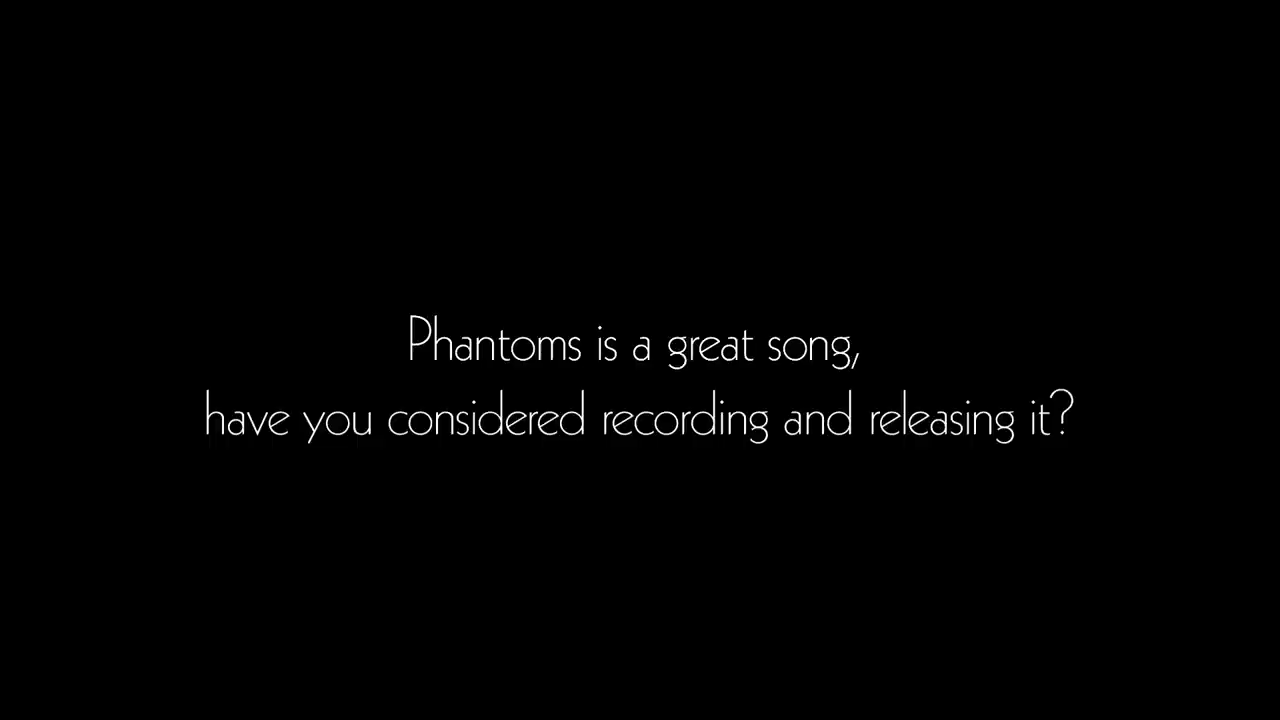 Phantoms is a great song,
have you considered recording and releasing it?